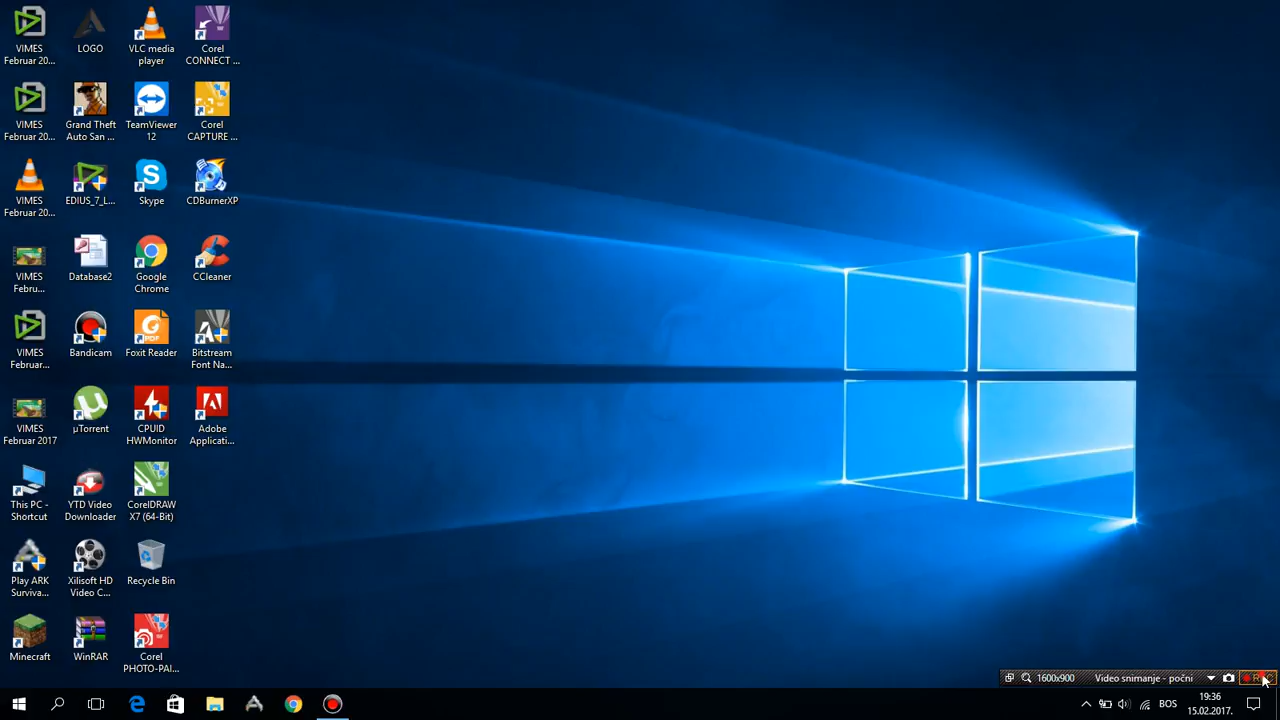 VIMES
Februar 20...
LOGO
VLC media
player
Corel
CONNECT ...
VIMES
Februar 20...
Grand Theft
Auto San ...
TeamViewer
12
Corel
CAPTURE ...
VIMES
Februar 20...
EDIUS_7_L...
Skype
CDBurnerXP
VIMES
Febru...
Database2
Google
Chrome
CCleaner
VIMES
Februar...
Bandicam
PDF
Foxit Reader
Bitstream
Font Na...
VIMES
Februar 2017
µTorrent
CPUID
HWMonitor
Adobe
Applicati...
This PC -
Shortcut
YTD Video
Downloader
CorelDRAW
X7 (64-Bit)
Play ARK
Surviva...
Xilisoft HD
Video C...
Recycle Bin
Minecraft
WinRAR
Corel
PHOTO-PAI...
1600x900
Video snimanje - počni
REC
BOS
19:36
15.02.2017.